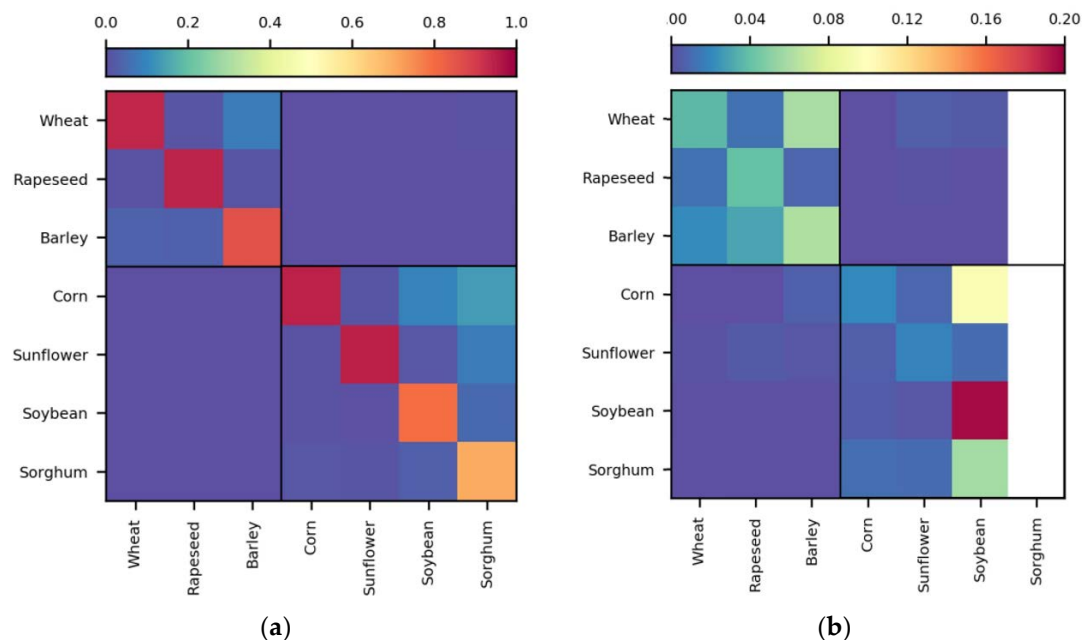 0.0 0.2 0.4 0.6 0.8 1.0
Wheat
Rapeseed
Barley
Corn
Sunflower
Soybean
Sorghum
Wheat
Rapeseed
Barley
Corn
Sunflower
Soybean
Sorghum
(a)
.00 0.04 0.08 0.12 0.16 0.20
Wheat
Rapeseed
Barley
Corn
Sunflower
Soybean
Sorghum
Wheat
Rapeseed
Barley
Corn
Sunflower
Soybean
Sorghum
(b)